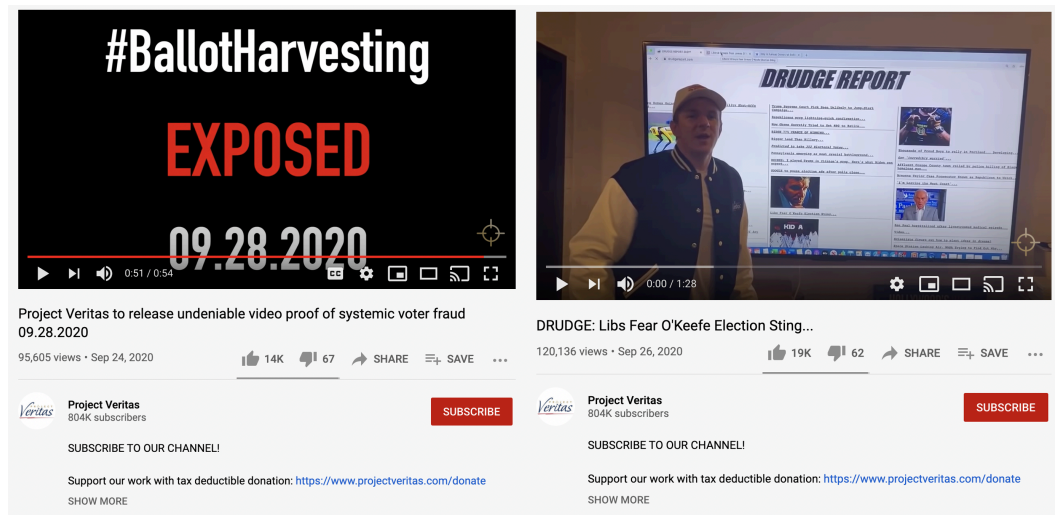 #BallotHarvesting
EXPOSED
09.28.2020
0:51 / 0:54
CC
Project Veritas to release undeniable video proof of systemic voter fraud
09.28.2020
95,605 views • Sep 24, 2020
14K
67
SHARE
SAVE
Veritas
Project Veritas
804K subscribers
SUBSCRIBE
SUBSCRIBE TO OUR CHANNEL!
Support our work with tax deductible donation: https://www.projectveritas.com/donate
SHOW MORE
DRUDGE REPORT
KID A
0:00 / 1:28
DRUDGE: Libs Fear O'Keefe Election Sting...
120,136 views • Sep 26, 2020
19K
62
SHARE
SAVE
Veritas
Project Veritas
804K subscribers
SUBSCRIBE
SUBSCRIBE TO OUR CHANNEL!
Support our work with tax deductible donation: https://www.projectveritas.com/donate
SHOW MORE